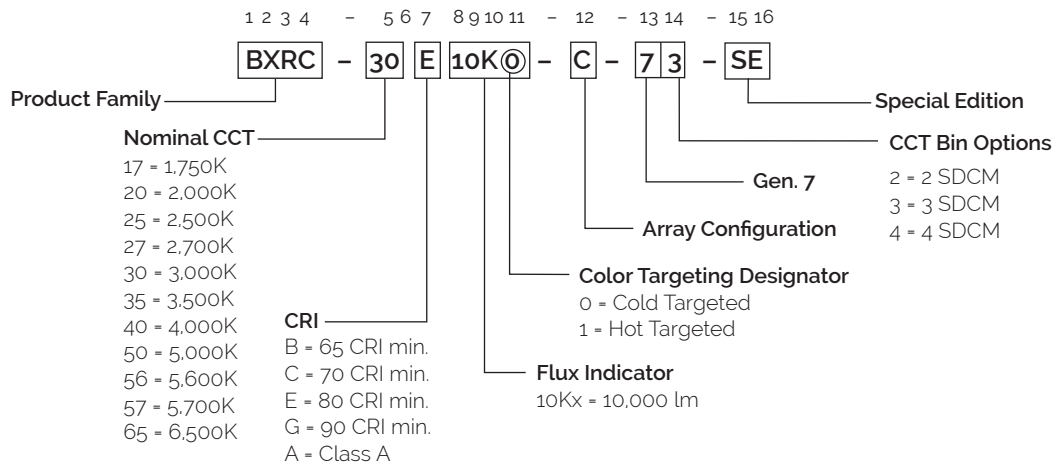 1 2 3 4 - 5 6 7 8 9 10 11 - 12 - 13 14 - 15 16
BXRC - 30 E 10K0 - C - 7 3 - SE
Product Family
Special Edition
Nominal CCT
17 = 1,750K
20 = 2,000K
25 = 2,500K
27 = 2,700K
30 = 3,000K
35 = 3,500K
40 = 4,000K
50 = 5,000K
56 = 5,600K
57 = 5,700K
65 = 6,500K
CRI
B = 65 CRI min.
C = 70 CRI min.
E = 80 CRI min.
G = 90 CRI min.
A = Class A
Flux Indicator
10Kx = 10,000 lm
Color Targeting Designator
0 = Cold Targeted
1 = Hot Targeted
Array Configuration
Gen. 7
CCT Bin Options
2 = 2 SDCM
3 = 3 SDCM
4 = 4 SDCM